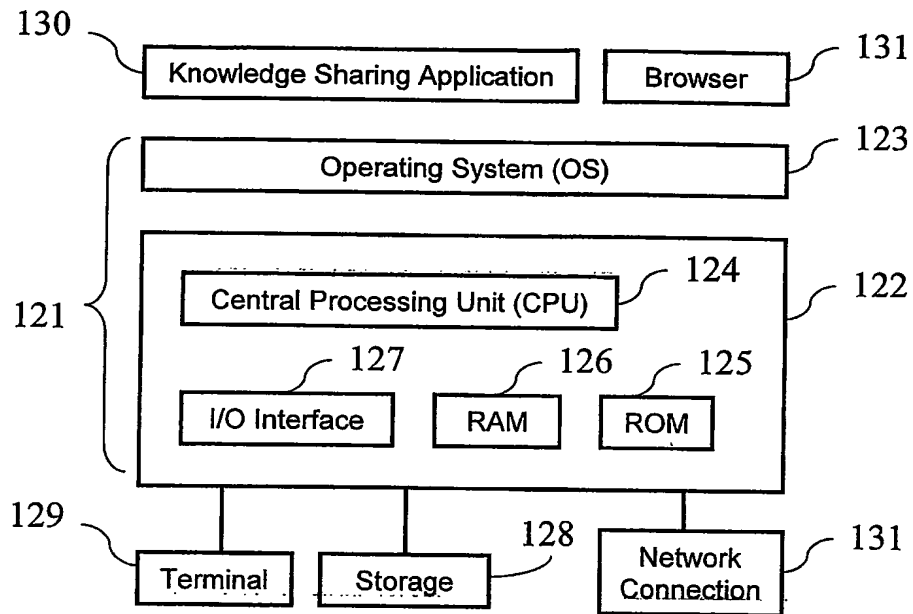 130
131
Knowledge Sharing Application
Browser
123
Operating System (OS)
124
122
Central Processing Unit (CPU)
121
127
126
125
I/O Interface
RAM
ROM
129
128
131
Terminal
Storage
Network
Connection